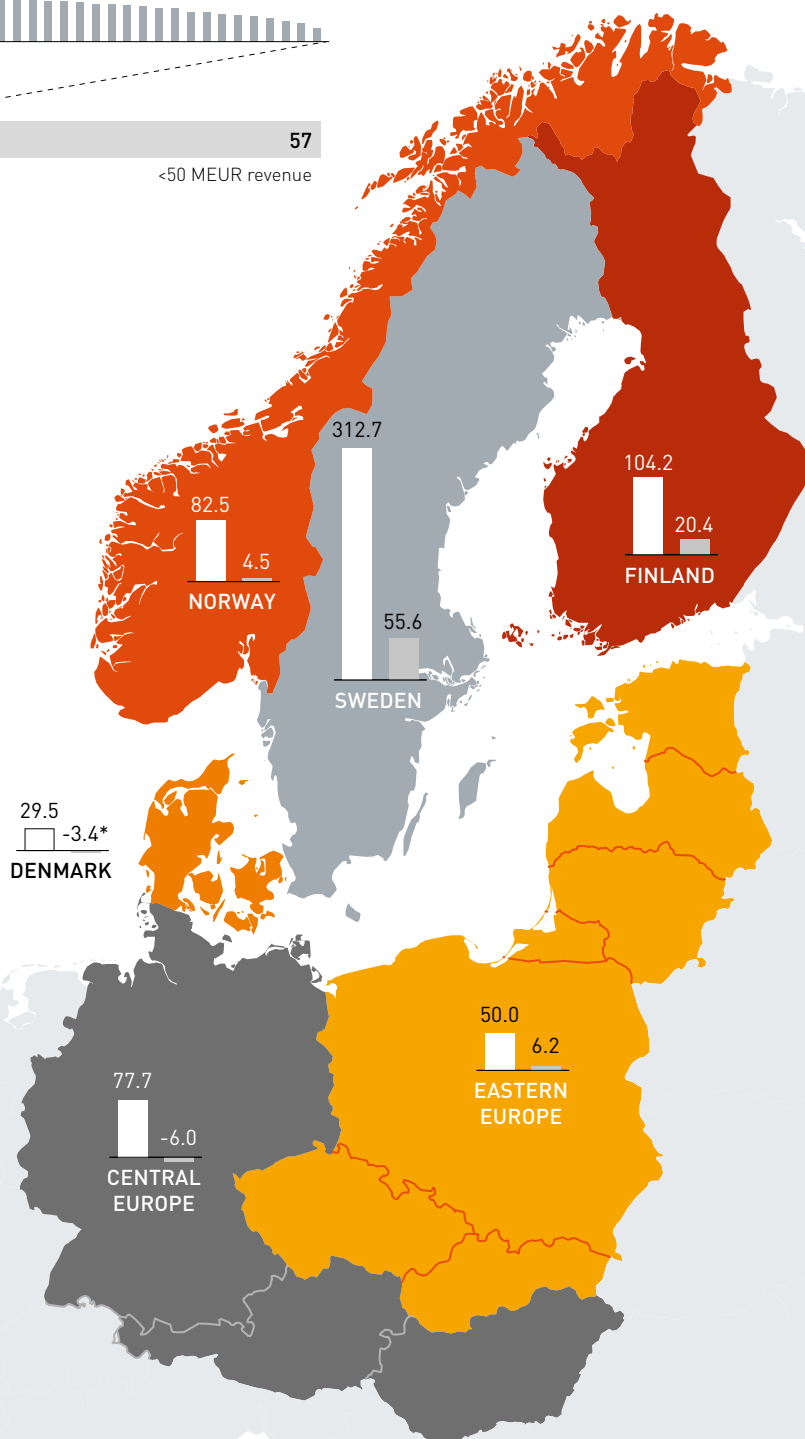 57
<50 MEUR revenue
312.7
104.2
82.5
20.4
4.5
FINLAND
NORWAY
55.6
SWEDEN
29.5
-3.4*
DENMARK
50.0
6.2
EASTERN
EUROPE
77.7
-6.0
CENTRAL
EUROPE